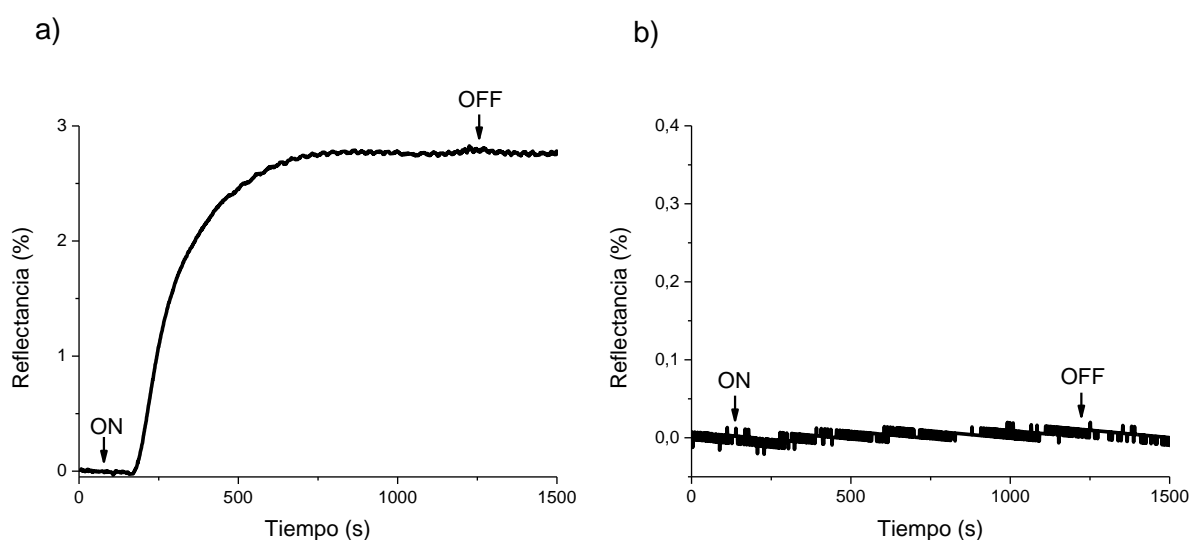 a)
OFF
ON
3
2
1
0
0
500
1000
1500
Reflectancia (%)
Tiempo (s)
b)
0,4
0,3
0,2
0,1
0,0
ON
OFF
0
500
1000
1500
Reflectancia (%)
Tiempo (s)